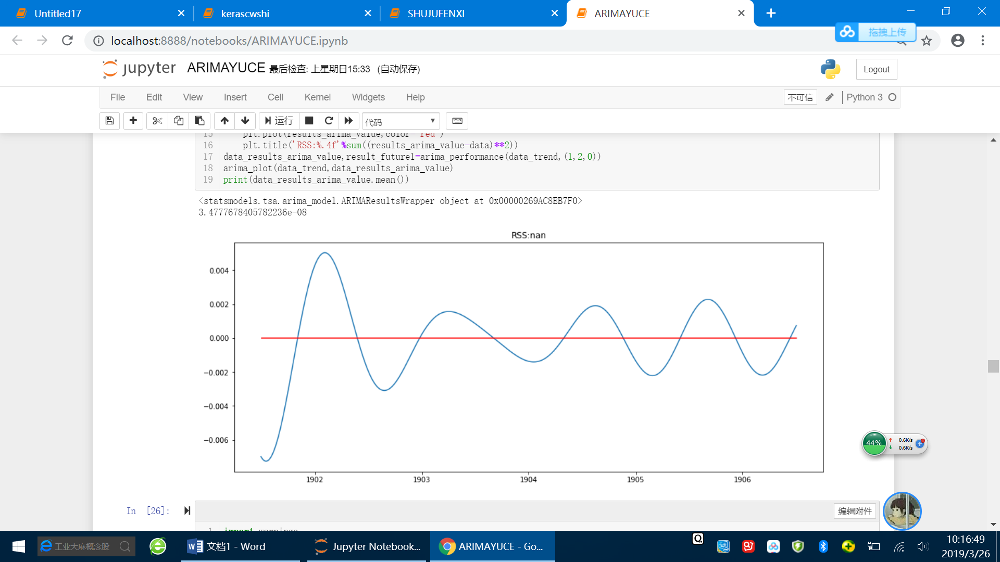 Untitled17
kerascwshi
SHUJUFENXI
ARIMAYUCE
localhost:8888/notebooks/ARIMAYUCE.ipynb
拖拽上传
jupyter ARIMAYUCE 最后检查: 上星期日15:33 (自动保存)
Logout
File Edit View Insert Cell Kernel Widgets Help
不可信
Python 3
运行
代码
15 plt.plot(results_arima_value,color='red')
16 plt.title('RSS:%.4f'%sum((results_arima_value-data)**2))
17 data_results_arima_value,result_future1=arima_performance(data_trend,(1,2,0))
18 arima_plot(data_trend,data_results_arima_value)
19 print(data_results_arima_value.mean())
<statsmodels.tsa.arima_model.ARIMAResultsWrapper object at 0x00000269AC8EB7F0>
3.4777678405782236e-08
RSS:nan
0.004
0.002
0.000
−0.002
−0.004
−0.006
1902 1903 1904 1905 1906
44%
0.6K/s
0.6K/s
In [26]:
编辑附件
1 import warnings
工业大麻概念股
文档1 - Word
Jupyter Notebook...
ARIMAYUCE - Go...
10:16:49
2019/3/26